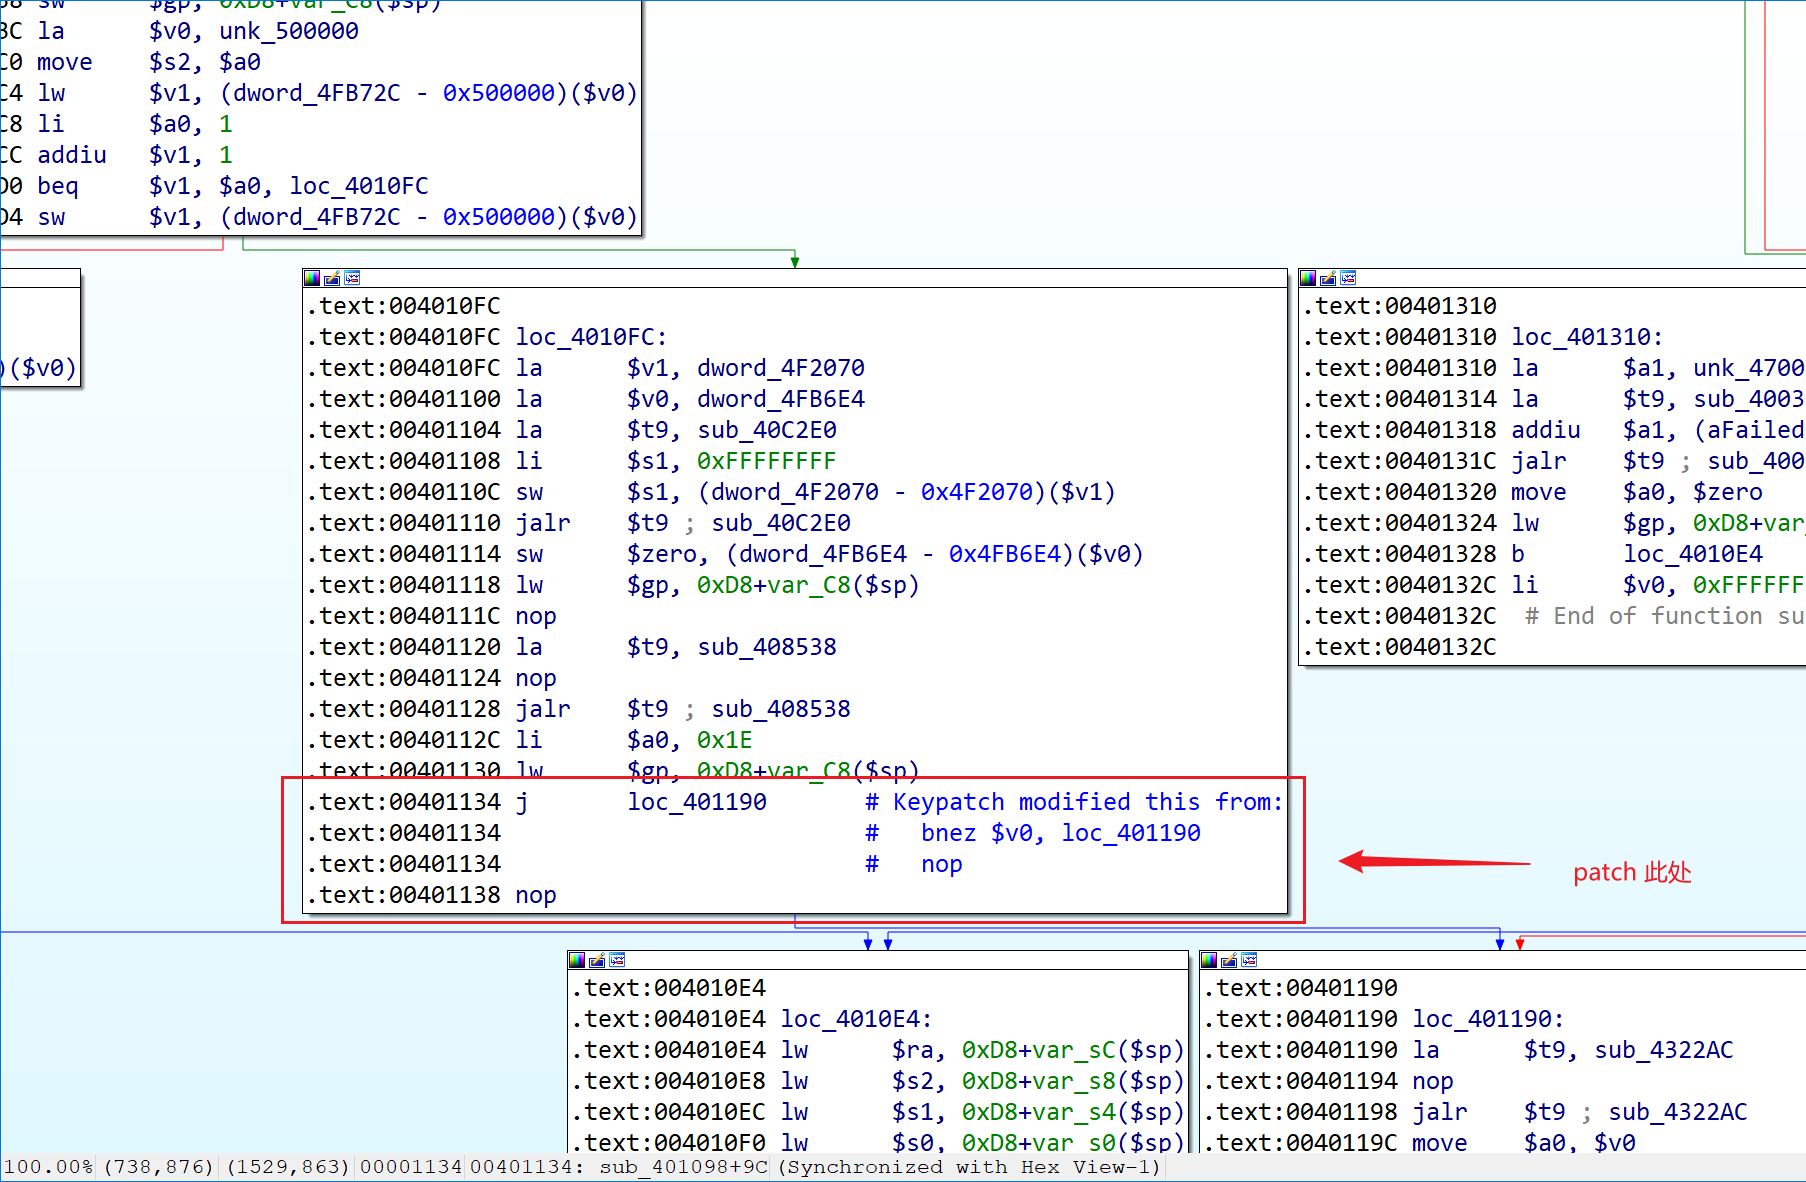 sw $gp, 0xD8+var_C8($sp)
3C la $v0, unk_500000
C0 move $s2, $a0
C4 lw $v1, (dword_4FB72C - 0x500000)($v0)
C8 li $a0, 1
CC addiu $v1, 1
D0 beq $v1, $a0, loc_4010FC
D4 sw $v1, (dword_4FB72C - 0x500000)($v0)
)($v0)
.text:004010FC
.text:004010FC loc_4010FC:
.text:004010FC la $v1, dword_4F2070
.text:00401100 la $v0, dword_4FB6E4
.text:00401104 la $t9, sub_40C2E0
.text:00401108 li $s1, 0xFFFFFFFF
.text:0040110C sw $s1, (dword_4F2070 - 0x4F2070)($v1)
.text:00401110 jalr $t9 ; sub_40C2E0
.text:00401114 sw $zero, (dword_4FB6E4 - 0x4FB6E4)($v0)
.text:00401118 lw $gp, 0xD8+var_C8($sp)
.text:0040111C nop
.text:00401120 la $t9, sub_408538
.text:00401124 nop
.text:00401128 jalr $t9 ; sub_408538
.text:0040112C li $a0, 0x1E
.text:00401130 lw $gp, 0xD8+var_C8($sp)
.text:00401134 j loc_401190 # Keypatch modified this from:
.text:00401134 # bnez $v0, loc_401190
.text:00401134 # nop
.text:00401138 nop
.text:00401310
.text:00401310 loc_401310:
.text:00401310 la $a1, unk_4700
.text:00401314 la $t9, sub_4003
.text:00401318 addiu $a1, (aFailed
.text:0040131C jalr $t9 ; sub_400
.text:00401320 move $a0, $zero
.text:00401324 lw $gp, 0xD8+var_
.text:00401328 b loc_4010E4
.text:0040132C li $v0, 0xFFFFFF
.text:0040132C # End of function su
.text:0040132C
patch 此处
.text:004010E4
.text:004010E4 loc_4010E4:
.text:004010E4 lw $ra, 0xD8+var_sC($sp)
.text:004010E8 lw $s2, 0xD8+var_s8($sp)
.text:004010EC lw $s1, 0xD8+var_s4($sp)
.text:004010F0 lw $s0, 0xD8+var_s0($sp)
.text:00401190
.text:00401190 loc_401190:
.text:00401190 la $t9, sub_4322AC
.text:00401194 nop
.text:00401198 jalr $t9 ; sub_4322AC
.text:0040119C move $a0, $v0
100.00% (738,876) (1529,863) 00001134 00401134: sub_401098+9C (Synchronized with Hex View-1)